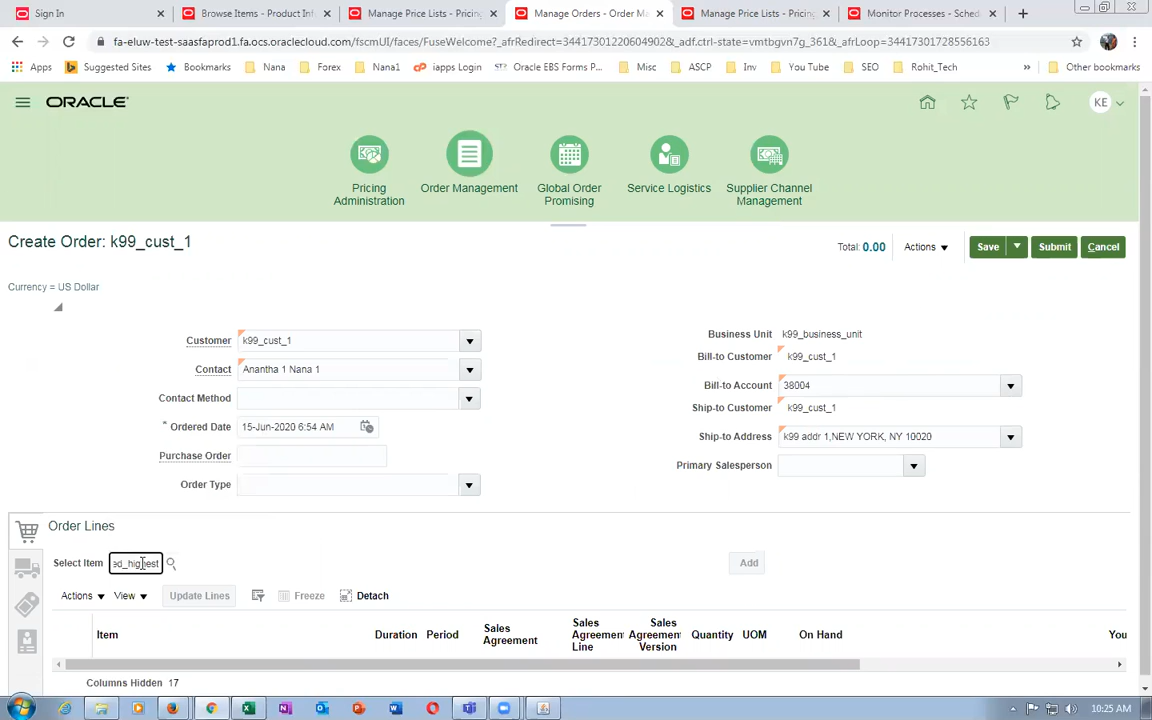 Sign In
Browse Items - Product Inf
Manage Price Lists - Pricing
Manage Orders - Order Ma
Manage Price Lists - Pricing
Monitor Processes - Sched
fa-eluw-test-saasfaprod1.fa.ocs.oraclecloud.com/fscmUI/faces/FuseWelcome?_afrRedirect=34417301220604902&_adf.ctrl-state=vmtbgvn7g_361&_afrLoop=34417301728556163
Apps
Suggested Sites
Bookmarks
Nana
Forex
Nana1
iapps Login
Oracle EBS Forms P...
Misc
ASCP
Inv
You Tube
SEO
Rohit_Tech
Other bookmarks
ORACLE
KE
Pricing Administration
Order Management
Global Order Promising
Service Logistics
Supplier Channel Management
Create Order: k99_cust_1
Total: 0.00
Actions
Save
Submit
Cancel
Currency = US Dollar
Customer k99_cust_1
Contact Anantha 1 Nana 1
Contact Method
* Ordered Date 15-Jun-2020 6:54 AM
Purchase Order
Order Type
Business Unit k99_business_unit
Bill-to Customer k99_cust_1
Bill-to Account 38004
Ship-to Customer k99_cust_1
Ship-to Address k99 addr 1,NEW YORK, NY 10020
Primary Salesperson
Order Lines
Select Item ed_highest
Add
Actions View Update Lines Freeze Detach
Item
Duration
Period
Sales Agreement
Sales Agreement Line
Sales Agreement Version
Quantity
UOM
On Hand
You
Columns Hidden 17
10:25 AM